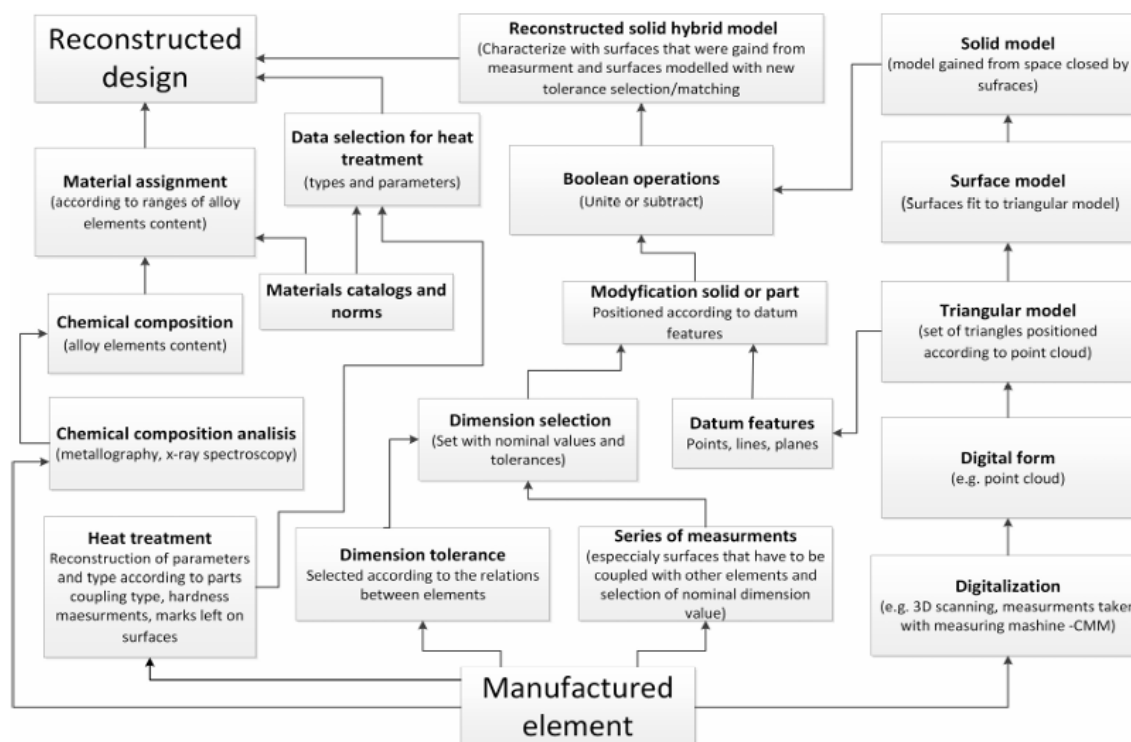 Reconstructed
design
Reconstructed solid hybrid model
(Characterize with surfaces that were gaind from
measurment and surfaces modelled with new
tolerance selection/matching
Solid model
(model gained from space closed by
sufraces)
Data selection for heat
treatment
(types and parameters)
Material assignment
(according to ranges of alloy
elements content)
Boolean operations
(Unite or subtract)
Surface model
(Surfaces fit to triangular model)
Materials catalogs and
norms
Modyfication solid or part
Positioned according to datum
features
Triangular model
(set of triangles positioned
according to point cloud)
Chemical composition
(alloy elements content)
Chemical composition analisis
(metallography, x-ray spectroscopy)
Dimension selection
(Set with nominal values and
tolerances)
Datum features
Points, lines, planes
Digital form
(e.g. point cloud)
Heat treatment
Reconstruction of parameters
and type according to parts
coupling type, hardness
maesurments, marks left on
surfaces
Dimension tolerance
Selected according to the relations
between elements
Series of measurments
(especcialy surfaces that have to be
coupled with other elements and
selection of nominal dimension
value)
Digitalization
(e.g. 3D scanning, measurments taken
with measuring mashine -CMM)
Manufactured
element